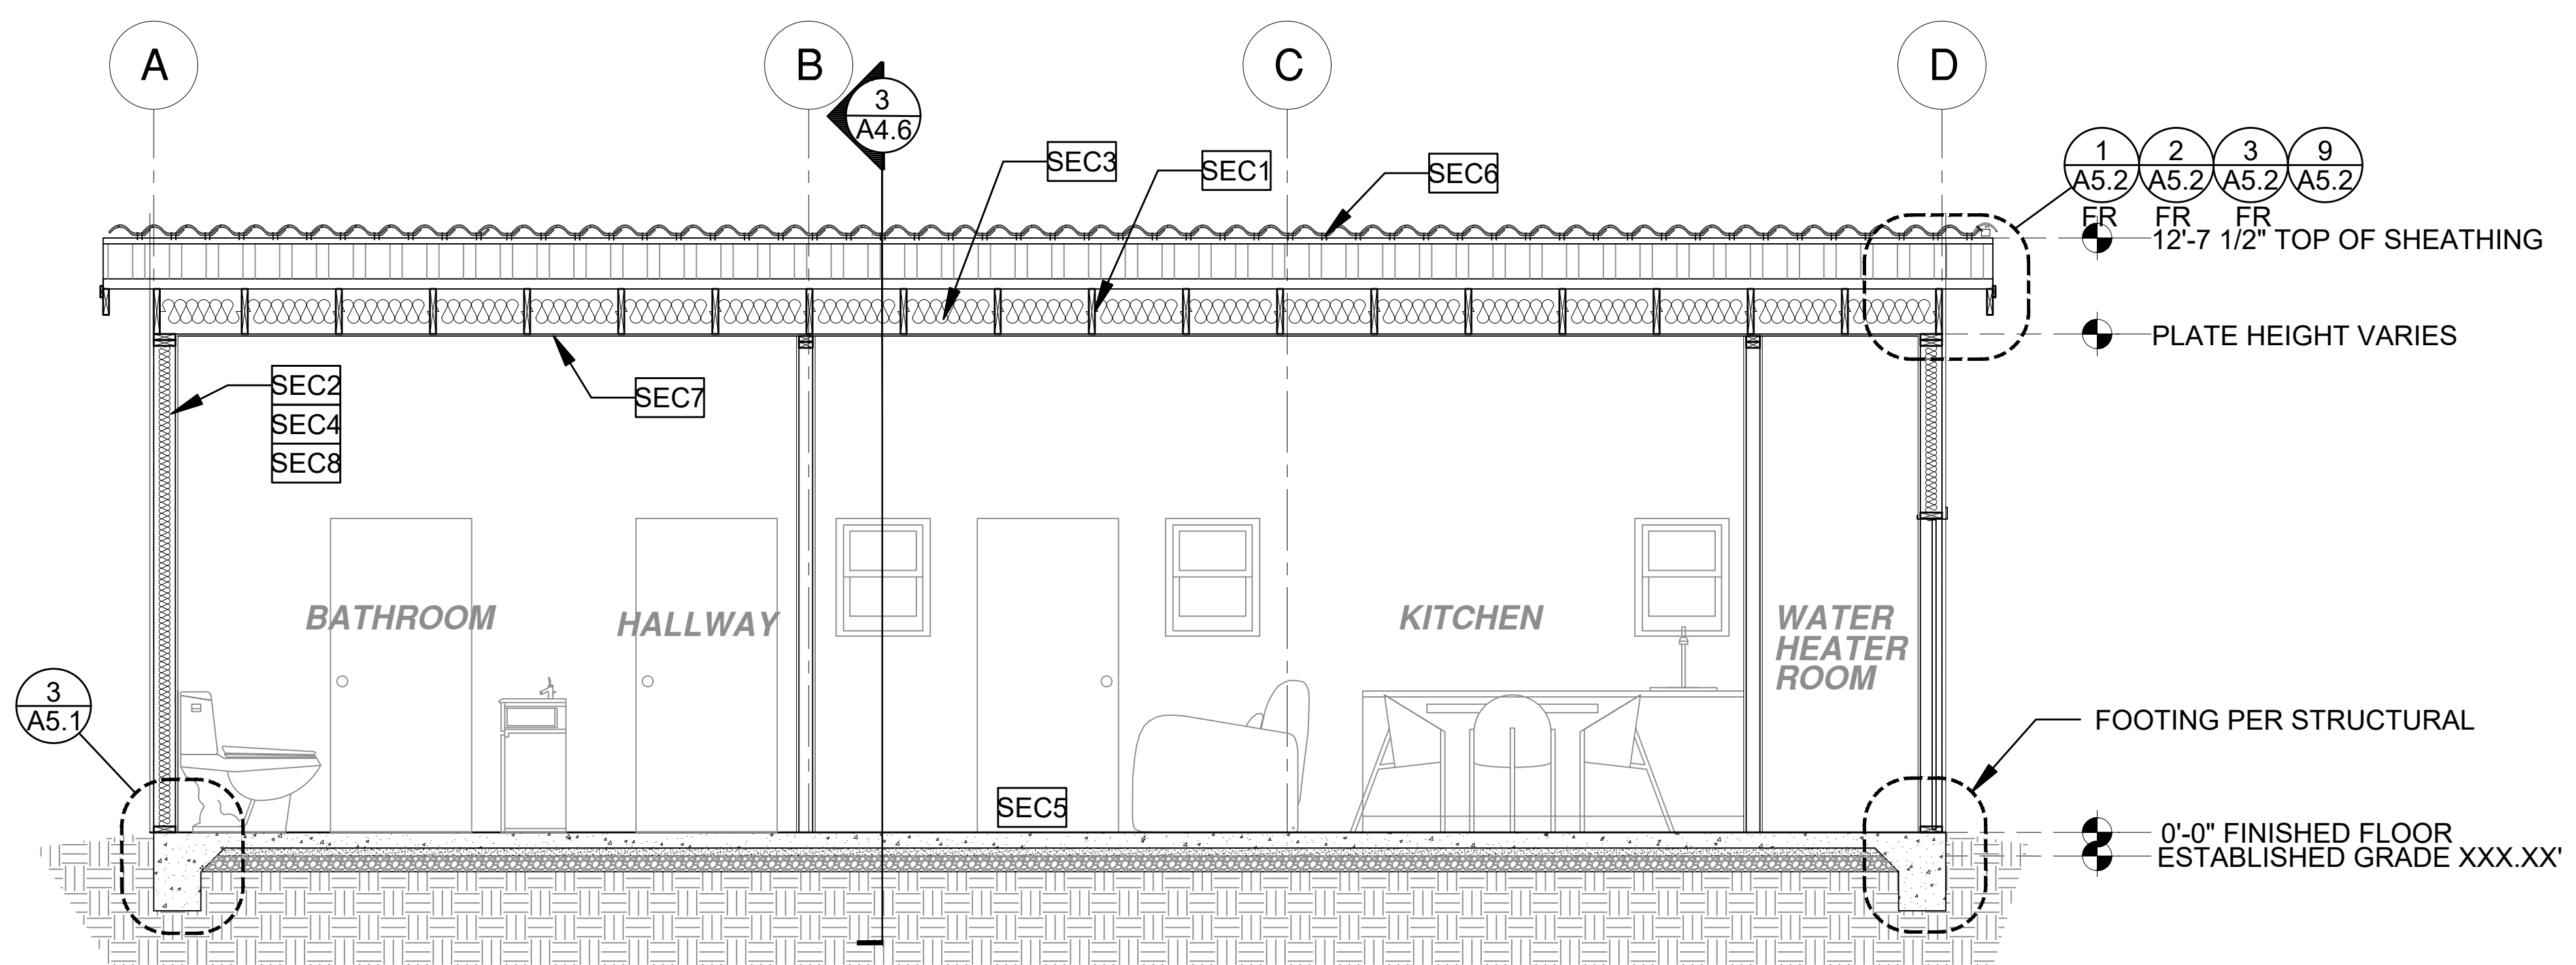 A
B
C
D
3
A4.6
SEC3
SEC1
SEC6
1
A5.2
2
A5.2
3
A5.2
9
A5.2
FR
FR
FR
12'-7 1/2" TOP OF SHEATHING
PLATE HEIGHT VARIES
SEC2
SEC4
SEC8
SEC7
BATHROOM
HALLWAY
KITCHEN
WATER
HEATER
ROOM
3
A5.1
FOOTING PER STRUCTURAL
SEC5
0'-0" FINISHED FLOOR
ESTABLISHED GRADE XXX.XX'